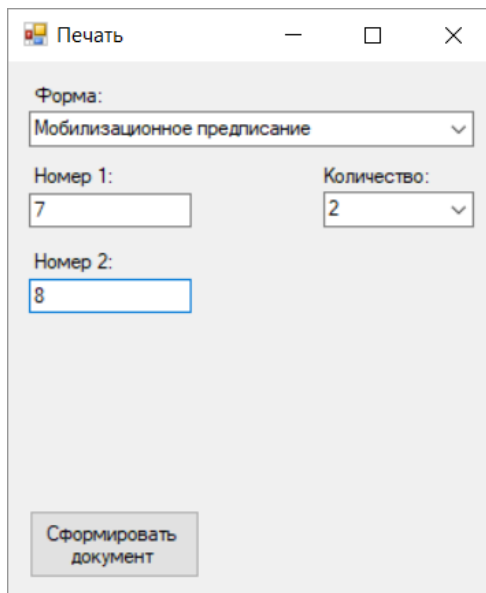 Печать
Форма:
Мобилизационное предписание
Номер 1:
Количество:
7
2
Номер 2:
8
Сформировать
документ